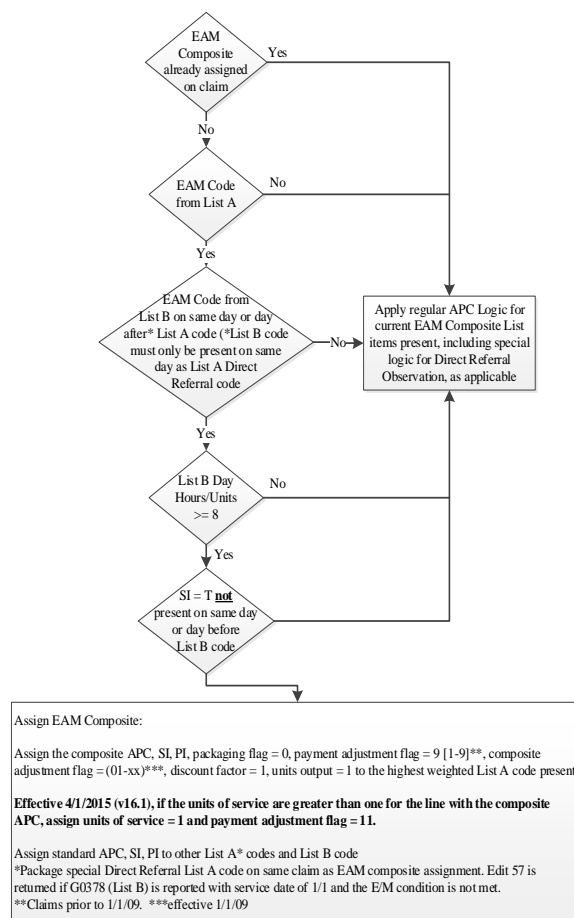 EAM
Composite
already assigned
on claim
Yes
No
EAM Code
from List A
No
Yes
EAM Code from
List B on same day or day
after* List A code (*List B code
must only be present on same
day as List A Direct
Referral code
No
Apply regular APC Logic for
current EAM Composite List
items present, including special
logic for Direct Referral
Observation, as applicable
Yes
List B Day
Hours/Units
>= 8
No
Yes
SI = T not
present on same day
or day before
List B code
Assign EAM Composite:
Assign the composite APC, SI, PI, packaging flag = 0, payment adjustment flag = 9 [1-9]**, composite
adjustment flag = (01-xx)***, discount factor = 1, units output = 1 to the highest weighted List A code present
Effective 4/1/2015 (v16.1), if the units of service are greater than one for the line with the composite
APC, assign units of service = 1 and payment adjustment flag = 11.
Assign standard APC, SI, PI to other List A* codes and List B code
*Package special Direct Referral List A code on same claim as EAM composite assignment. Edit 57 is
returned if G0378 (List B) is reported with service date of 1/1 and the E/M condition is not met.
**Claims prior to 1/1/09. ***effective 1/1/09